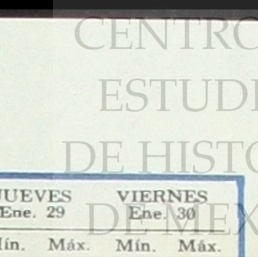 CENTRO
ESTUDI
DE HISTO
DE MEX
JUEVES VIERNES
Ene. 29 Ene. 30
Mín. Máx. Mín. Máx.